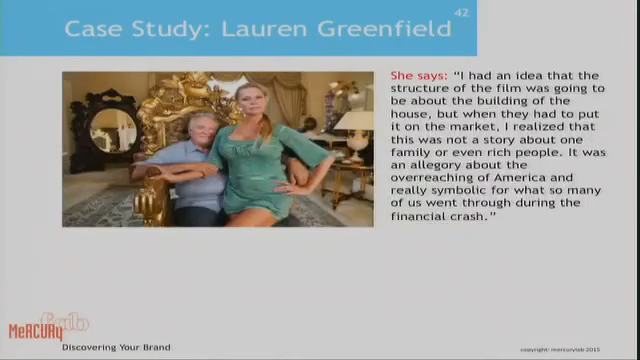 42
Case Study: Lauren Greenfield
She says: “I had an idea that the
structure of the film was going to
be about the building of the
house, but when they had to put
it on the market, I realized that
this was not a story about one
family or even rich people. It was
an allegory about the
overreaching of America and
really symbolic for what so many
of us went through during the
financial crash.”
lab
MeRCURy
Discovering Your Brand
copyright: mercurylab 2015